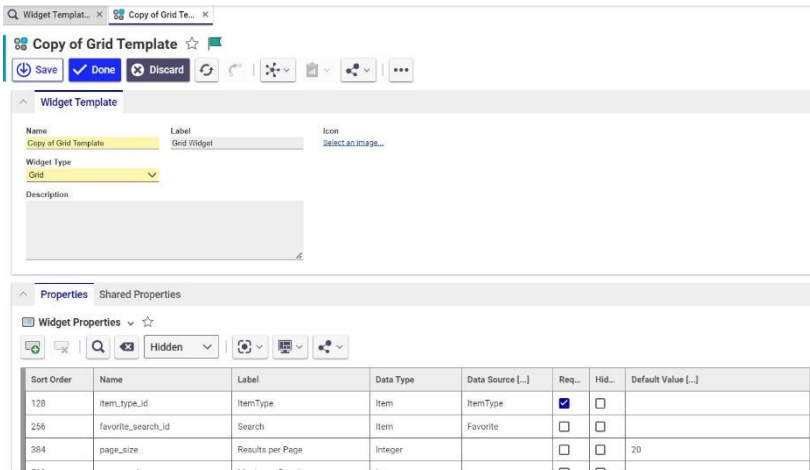 Widget Templat... × Copy of Grid Te... ×
Copy of Grid Template
Save Done Discard
Widget Template
Name Label Icon
Copy of Grid Template Grid Widget Select an image...
Widget Type
Grid
Description
Properties Shared Properties
Widget Properties
Hidden
Sort Order Name Label Data Type Data Source [...] Req... Hid... Default Value [...]
128 item_type_id ItemType Item ItemType
256 favorite_search_id Search Item Favorite
384 page_size Results per Page Integer 20